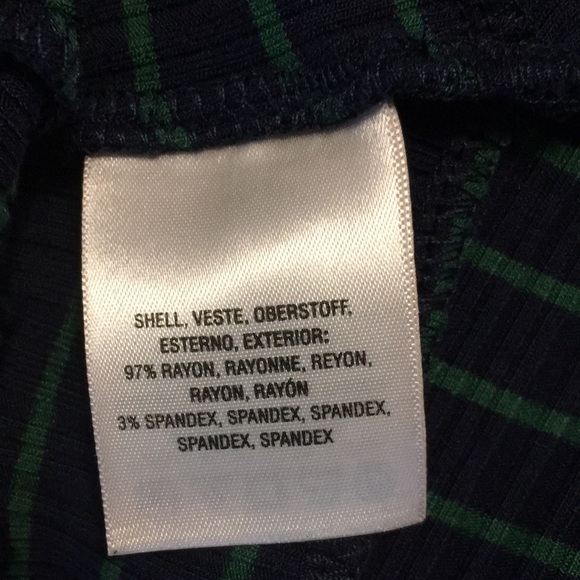 SHELL, VESTE, OBERSTOFF,
ESTERNO, EXTERIOR:
97% RAYON, RAYONNE, REYON,
RAYON, RAYÓN
3% SPANDEX, SPANDEX, SPANDEX,
SPANDEX, SPANDEX